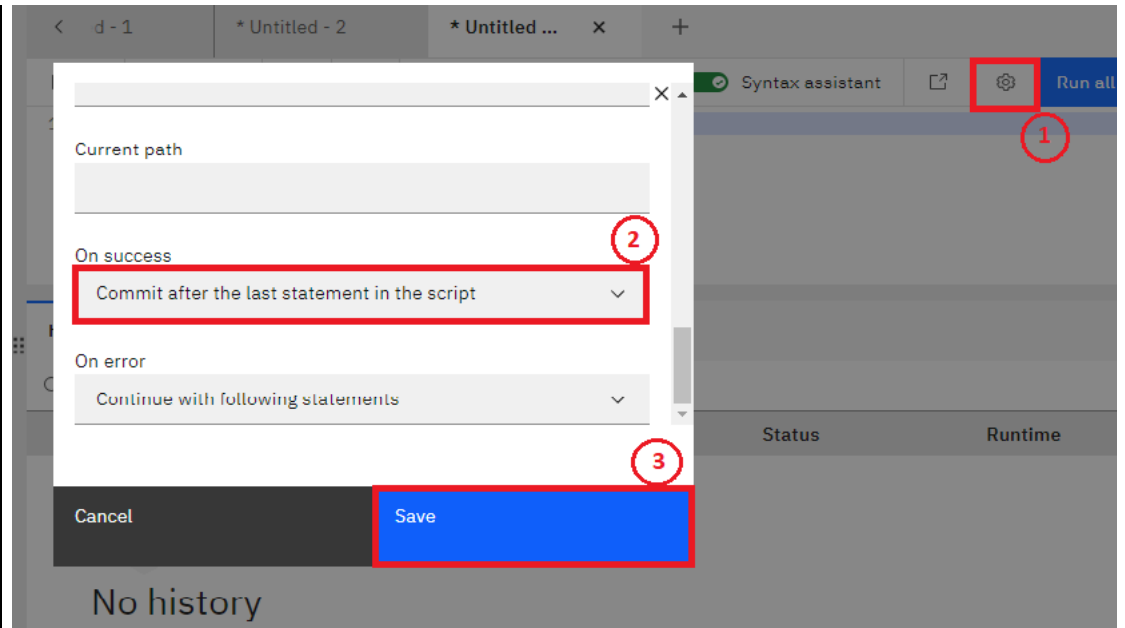 d - 1
* Untitled - 2
* Untitled ...
Syntax assistant
Run all
1
1
Current path
2
On success
Commit after the last statement in the script
On error
Continue with following statements
Status
Runtime
3
Cancel
Save
No history